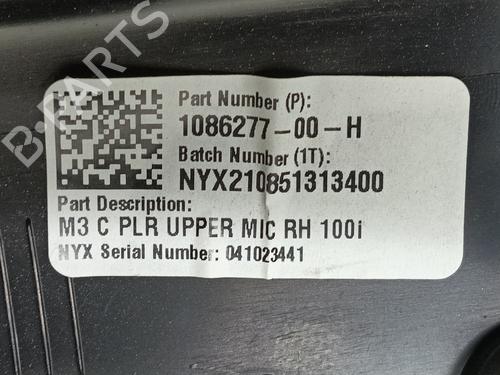 B-PARTS
Part Number (P):
1086277-00-H
Batch Number (1T):
NYX210851313400
Part Description:
M3 C PLR UPPER MIC RH 100i
NYX Serial Number: 041023441